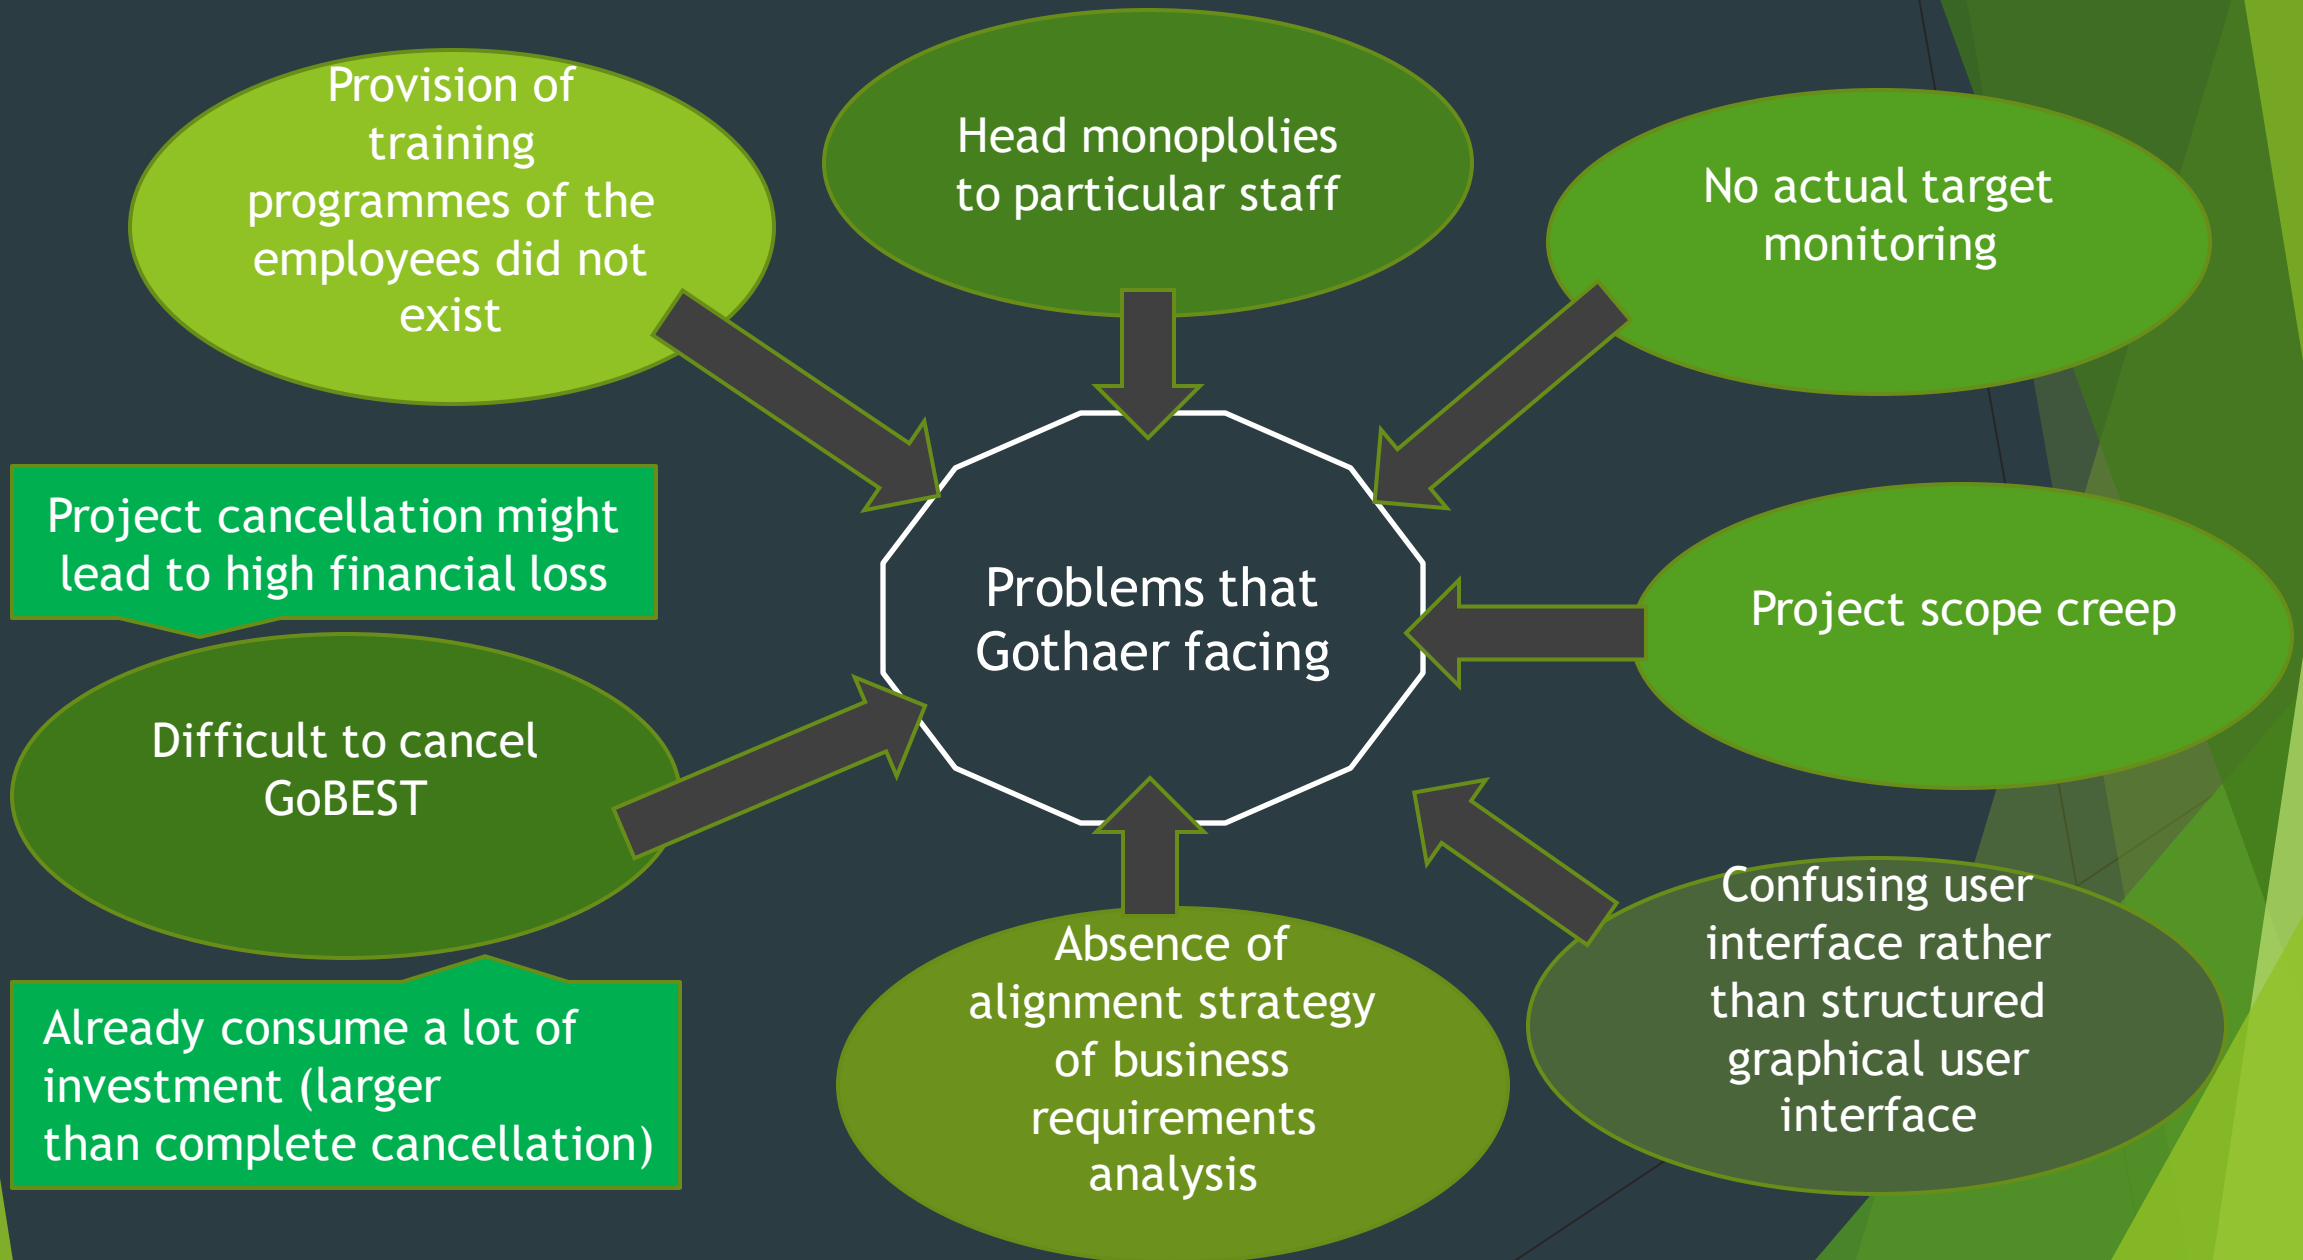 Provision of
training
programmes of the
employees did not
exist
Head monoplolies
to particular staff
No actual target
monitoring
Project cancellation might
lead to high financial loss
Problems that
Gothaer facing
Project scope creep
Difficult to cancel
GoBEST
Already consume a lot of
investment (larger
than complete cancellation)
Absence of
alignment strategy
of business
requirements
analysis
Confusing user
interface rather
than structured
graphical user
interface